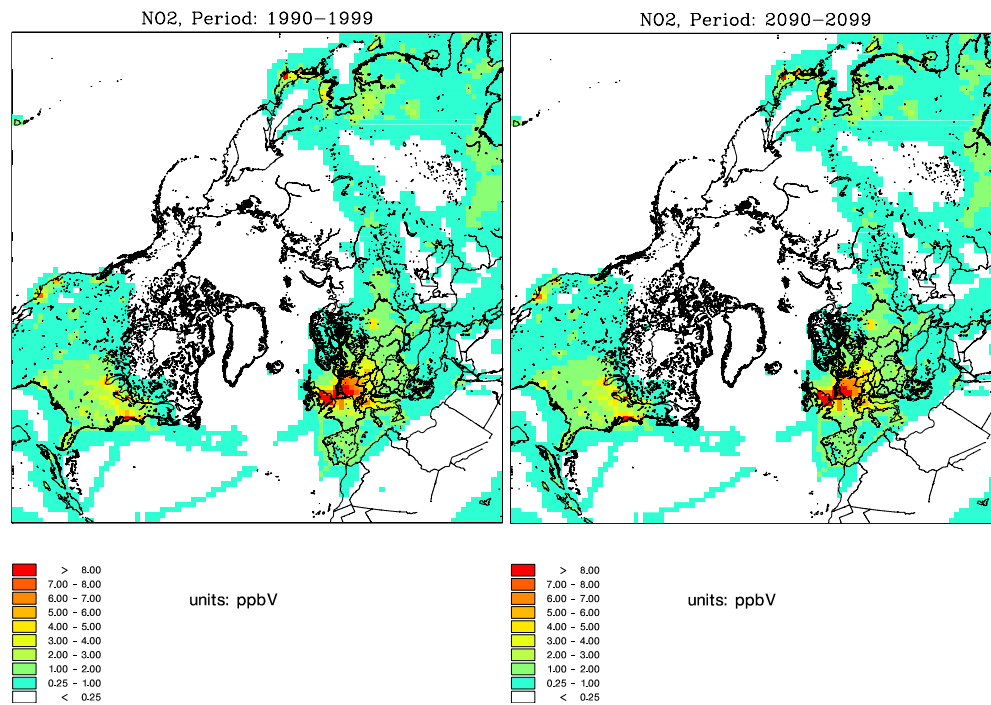 NO2, Period: 1990-1999
> 8.00
7.00 - 8.00
6.00 - 7.00
5.00 - 6.00
4.00 - 5.00
3.00 - 4.00
2.00 - 3.00
1.00 - 2.00
0.25 - 1.00
< 0.25
units: ppbV
NO2, Period: 2090-2099
> 8.00
7.00 - 8.00
6.00 - 7.00
5.00 - 6.00
4.00 - 5.00
3.00 - 4.00
2.00 - 3.00
1.00 - 2.00
0.25 - 1.00
< 0.25
units: ppbV